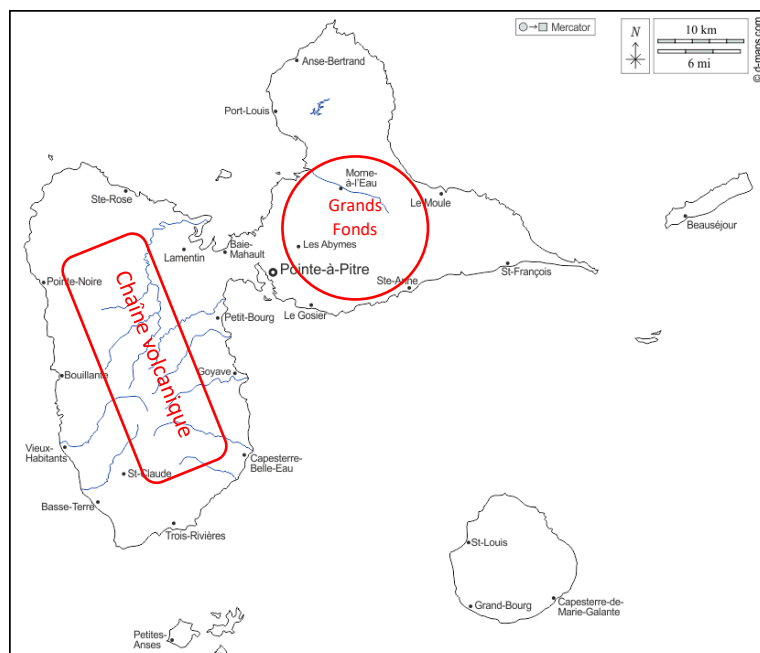 Mercator
N
10 km
6 mi
© d-maps.com
Anse-Bertrand
Port-Louis
Morne-
à-l'Eau
Ste-Rose
Le Moule
Grands
Fonds
Beauséjour
Lamentin
Baie-
Mahault
Les Abymes
Pointe-à-Pitre
St-François
Pointe-Noire
Ste-Anne
Le Gosier
Petit-Bourg
Chaîne volcanique
Bouillante
Goyave
Vieux-
Habitants
Capesterre-
Belle-Eau
St-Claude
Basse-Terre
Trois-Rivières
St-Louis
Grand-Bourg
Capesterre-de-
Marie-Galante
Petites-
Anses